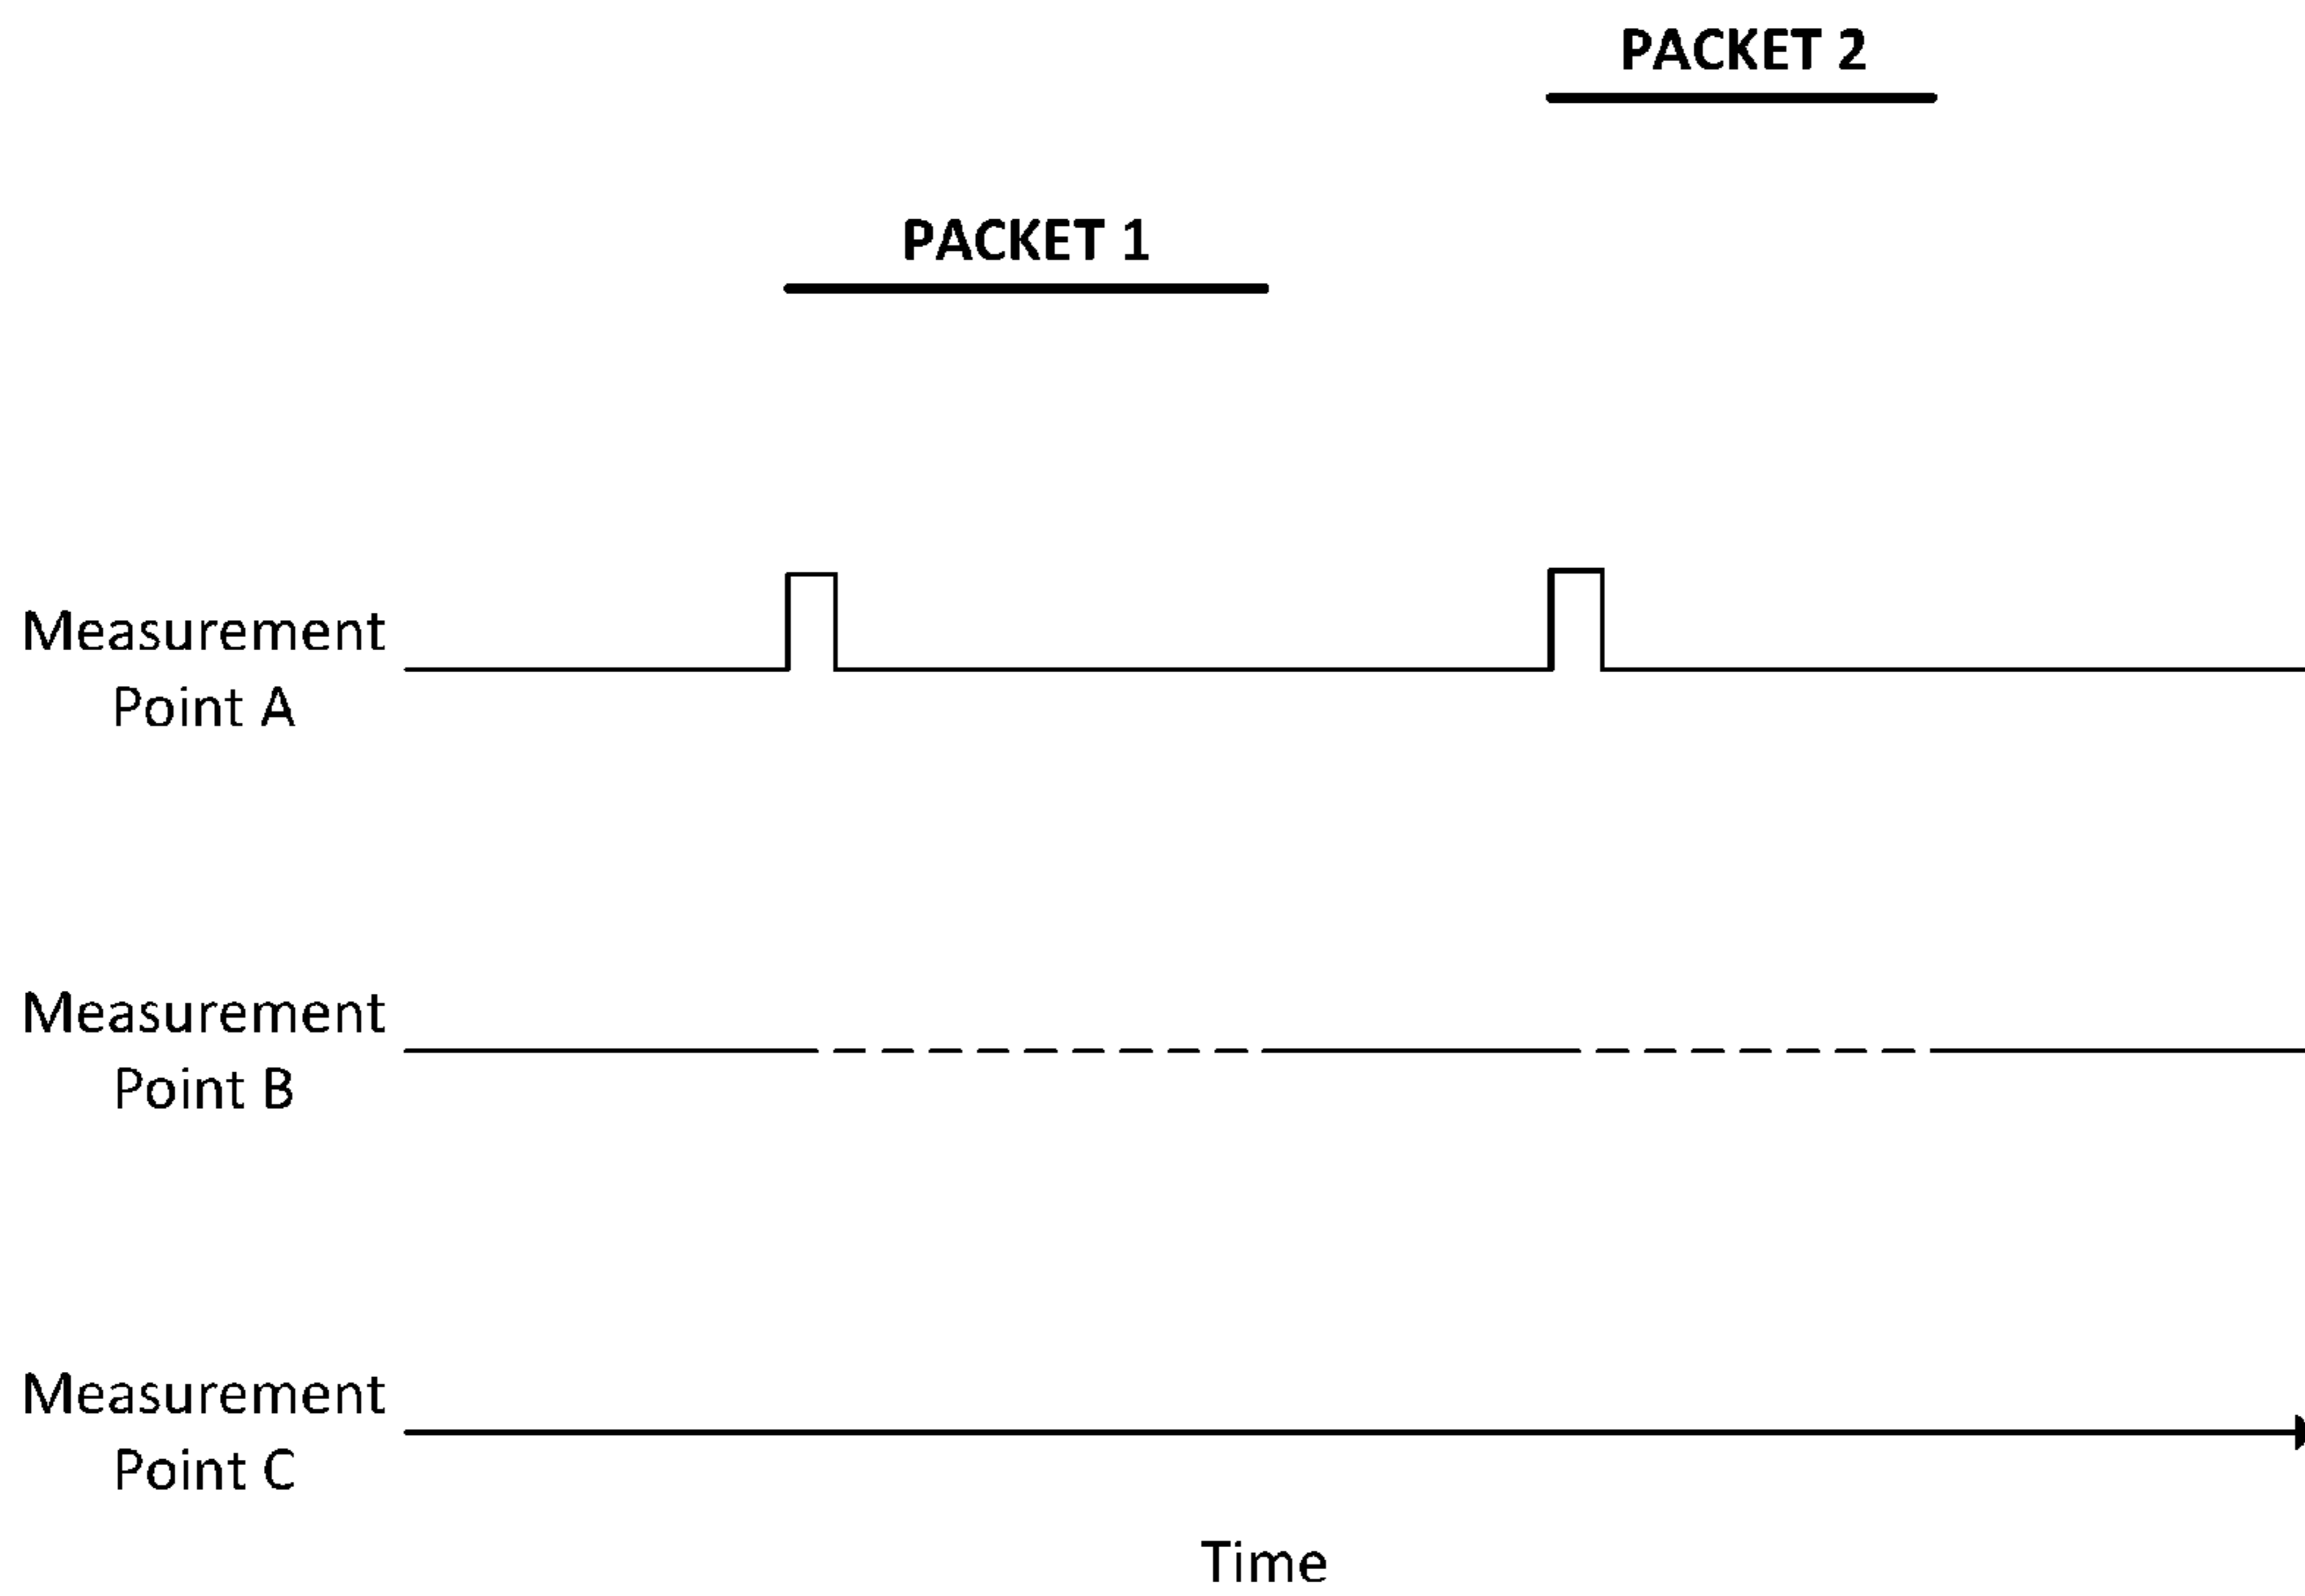 PACKET 2
PACKET 1
Measurement
Point A
Measurement
Point B
Measurement
Point C
Time